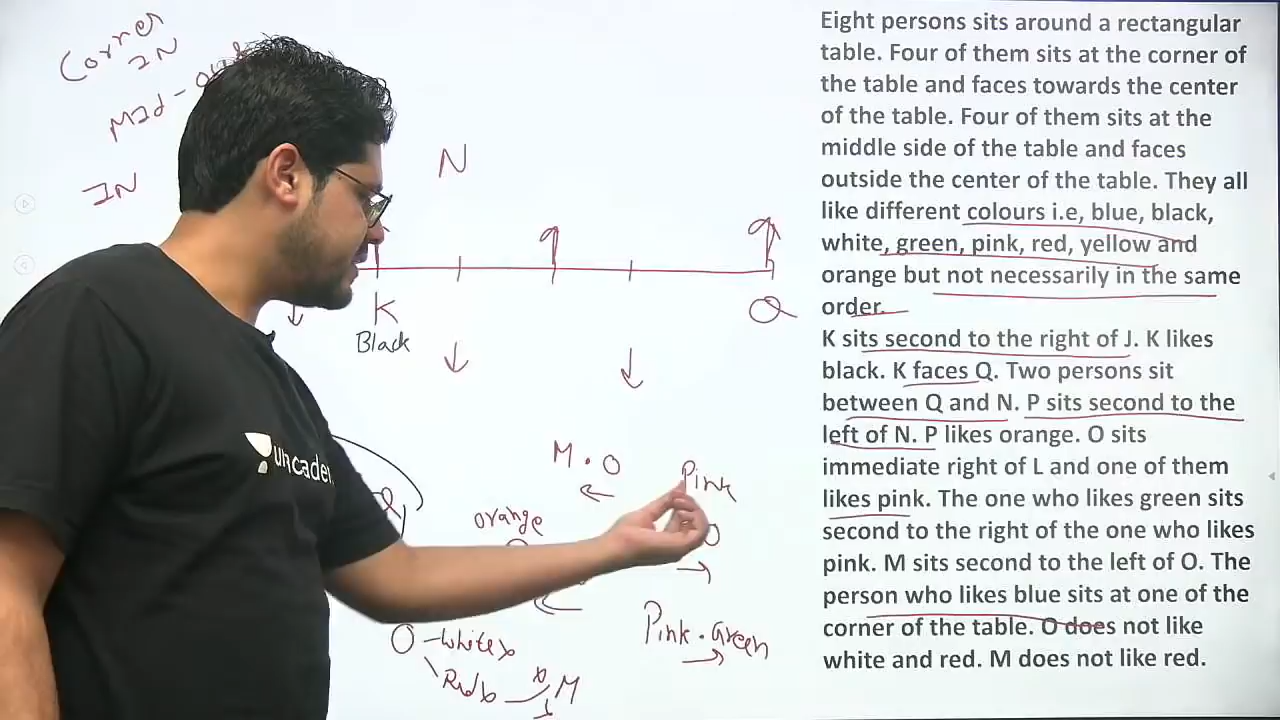 Corner
IN
Mid -
IN
N
K
Q
Black
M . O
Pink
orange
O
O - White x
Red x
x M
Pink . Green
unacade
Eight persons sits around a rectangular
table. Four of them sits at the corner of
the table and faces towards the center
of the table. Four of them sits at the
middle side of the table and faces
outside the center of the table. They all
like different colours i.e, blue, black,
white, green, pink, red, yellow and
orange but not necessarily in the same
order.
K sits second to the right of J. K likes
black. K faces Q. Two persons sit
between Q and N. P sits second to the
left of N. P likes orange. O sits
immediate right of L and one of them
likes pink. The one who likes green sits
second to the right of the one who likes
pink. M sits second to the left of O. The
person who likes blue sits at one of the
corner of the table. O does not like
white and red. M does not like red.